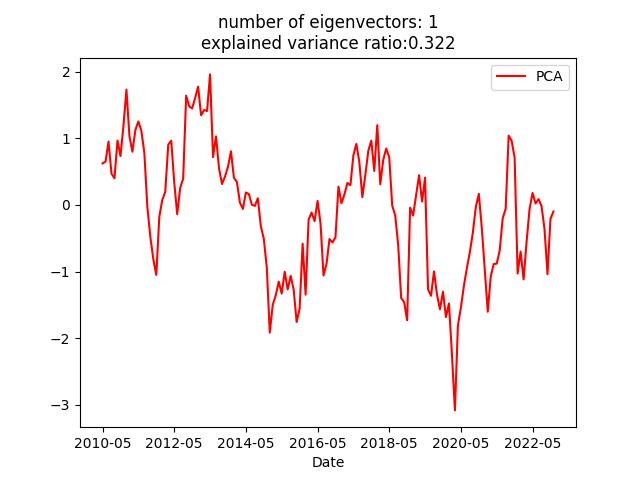 number of eigenvectors: 1
explained variance ratio:0.322
PCA
2
1
0
−1
−2
−3
2010-05 2012-05 2014-05 2016-05 2018-05 2020-05 2022-05
Date